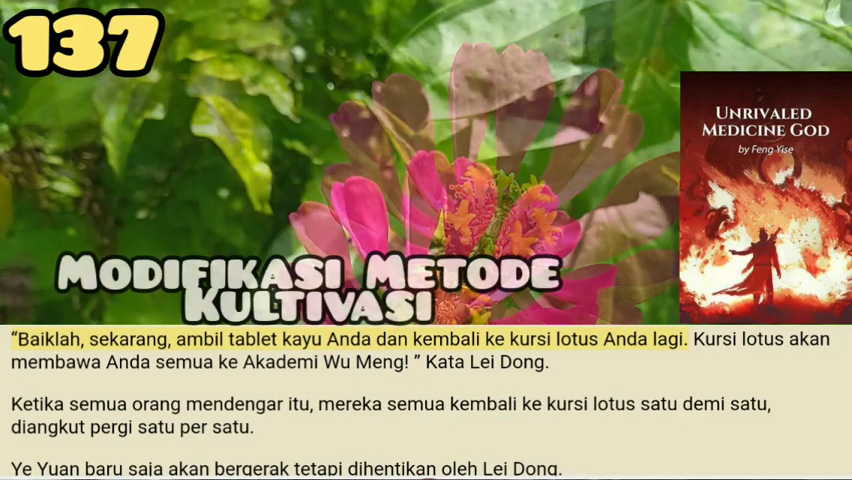 137
UNRIVALED
MEDICINE GOD
by Feng Yise
MODIFIKASI METODE
KULTIVASI
“Baiklah, sekarang, ambil tablet kayu Anda dan kembali ke kursi lotus Anda lagi. Kursi lotus akan
membawa Anda semua ke Akademi Wu Meng! ” Kata Lei Dong.
Ketika semua orang mendengar itu, mereka semua kembali ke kursi lotus satu demi satu,
diangkut pergi satu per satu.
Ye Yuan baru saja akan bergerak tetapi dihentikan oleh Lei Dong.